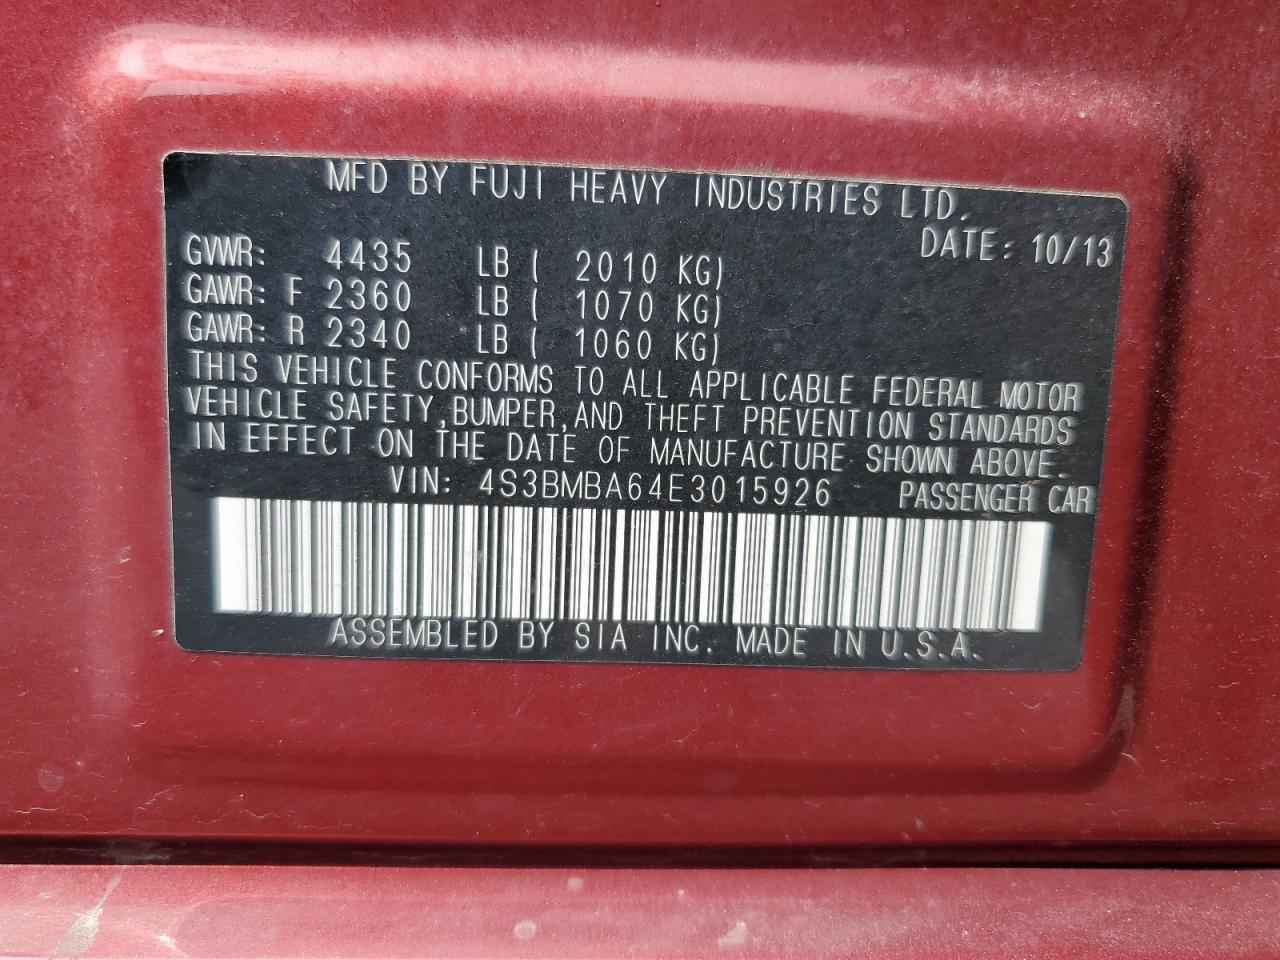 MFD BY FUJI HEAVY INDUSTRIES LTD.
DATE: 10/13
GVWR: 4435 LB ( 2010 KG)
GAWR: F 2360 LB ( 1070 KG)
GAWR: R 2340 LB ( 1060 KG)
THIS VEHICLE CONFORMS TO ALL APPLICABLE FEDERAL MOTOR
VEHICLE SAFETY,BUMPER,AND THEFT PREVENTION STANDARDS
IN EFFECT ON THE DATE OF MANUFACTURE SHOWN ABOVE.
VIN: 4S3BMBA64E3015926 PASSENGER CAR
ASSEMBLED BY SIA INC. MADE IN U.S.A.